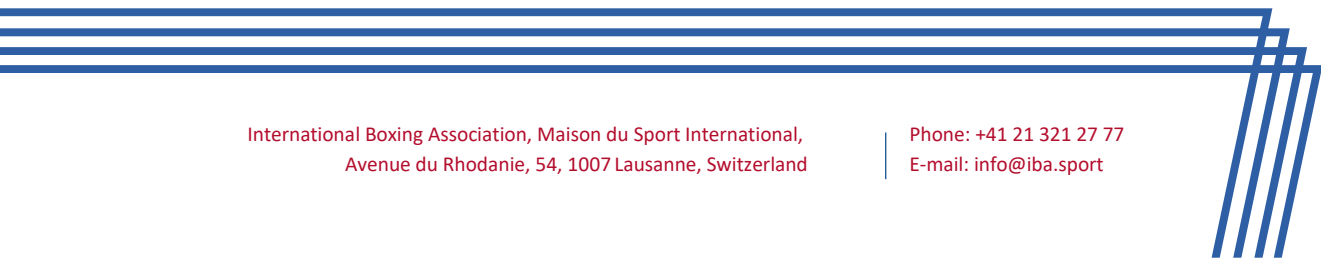 International Boxing Association, Maison du Sport International,
Avenue du Rhodanie, 54, 1007 Lausanne, Switzerland
Phone: +41 21 321 27 77
E-mail: info@iba.sport